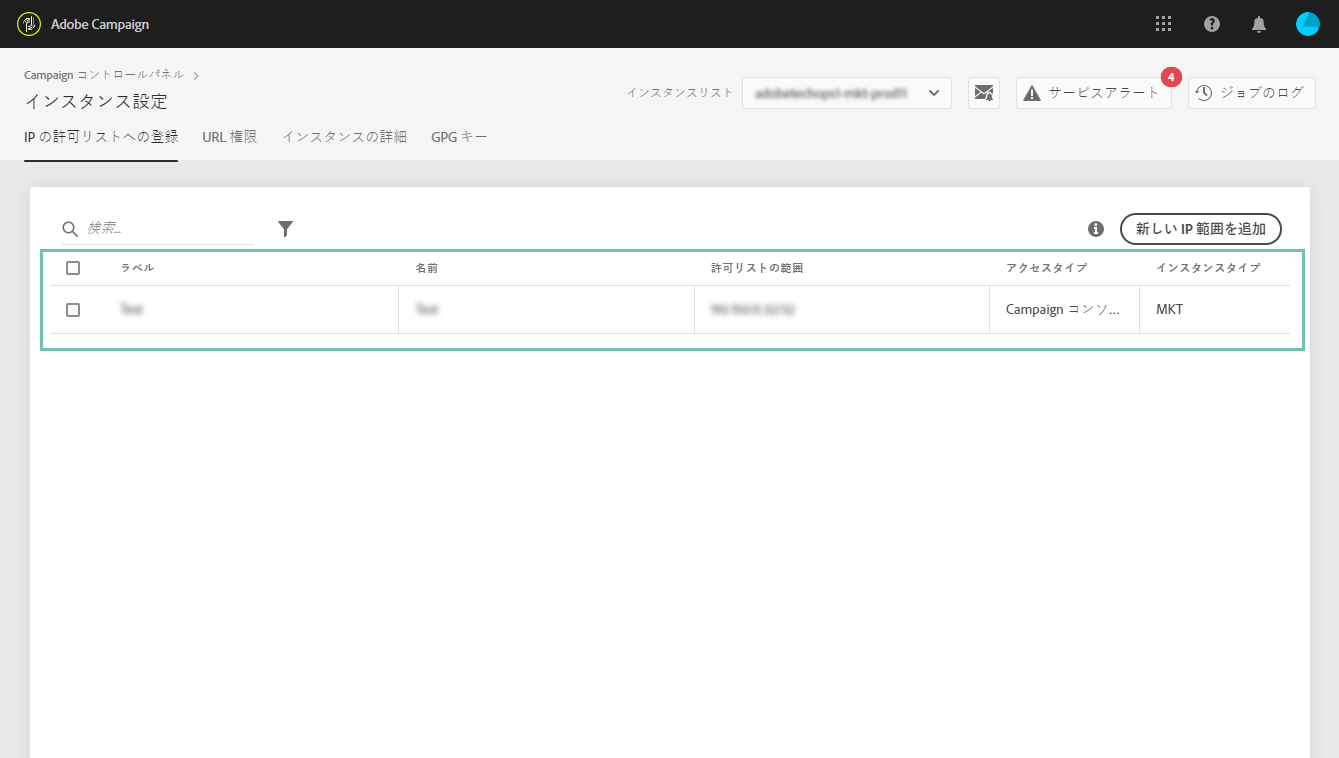 Adobe Campaign
Campaign コントロールパネル
インスタンス設定
インスタンスリスト
サービスアラート
4
ジョブのログ
IP の許可リストへの登録 URL 権限 インスタンスの詳細 GPG キー
検索...
新しい IP 範囲を追加
ラベル 名前 許可リストの範囲 アクセスタイプ インスタンスタイプ
Campaign コンソ... MKT